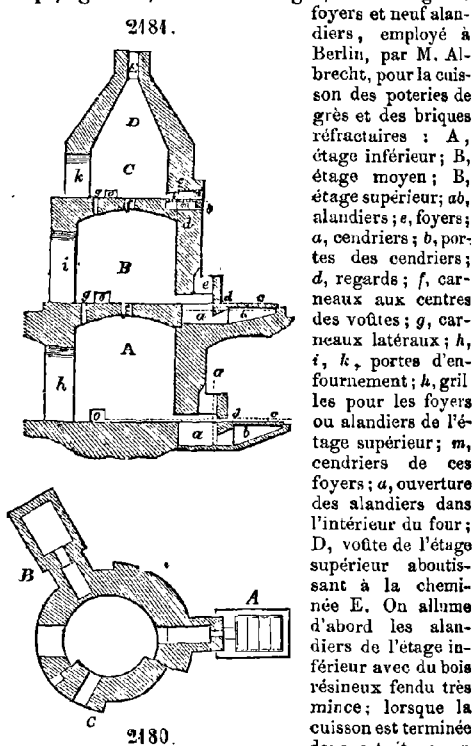 2181.
foyers et neuf alan-
diers, employé à
Berlin, par M. Al-
brecht, pour la cuis-
son des poteries de
grès et des briques
réfractaires : A,
étage inférieur ; B,
étage moyen ; B,
étage supérieur ; ab,
alandiers ; e, foyers ;
a, cendriers ; b, por-
tes des cendriers ;
d, regards ; f, car-
neaux aux centres
des voûtes ; g, car-
neaux latéraux ; h,
i, k, portes d'en-
fournement ; h, gril
les pour les foyers
ou alandiers de l'é-
tage supérieur ; m,
cendriers de ces
foyers ; a, ouverture
des alandiers dans
l'intérieur du four ;
D, voûte de l'étage
supérieur aboutis-
sant à la chemi-
née E. On allume
d'abord les alan-
diers de l'étage in-
férieur avec du bois
résineux fendu très
mince ; lorsque la
cuisson est terminée
E
D
C
k
g o
b
d
i
B
e
g
d c
a b
A
h
a
o
d c
a b
B
A
C
2180.